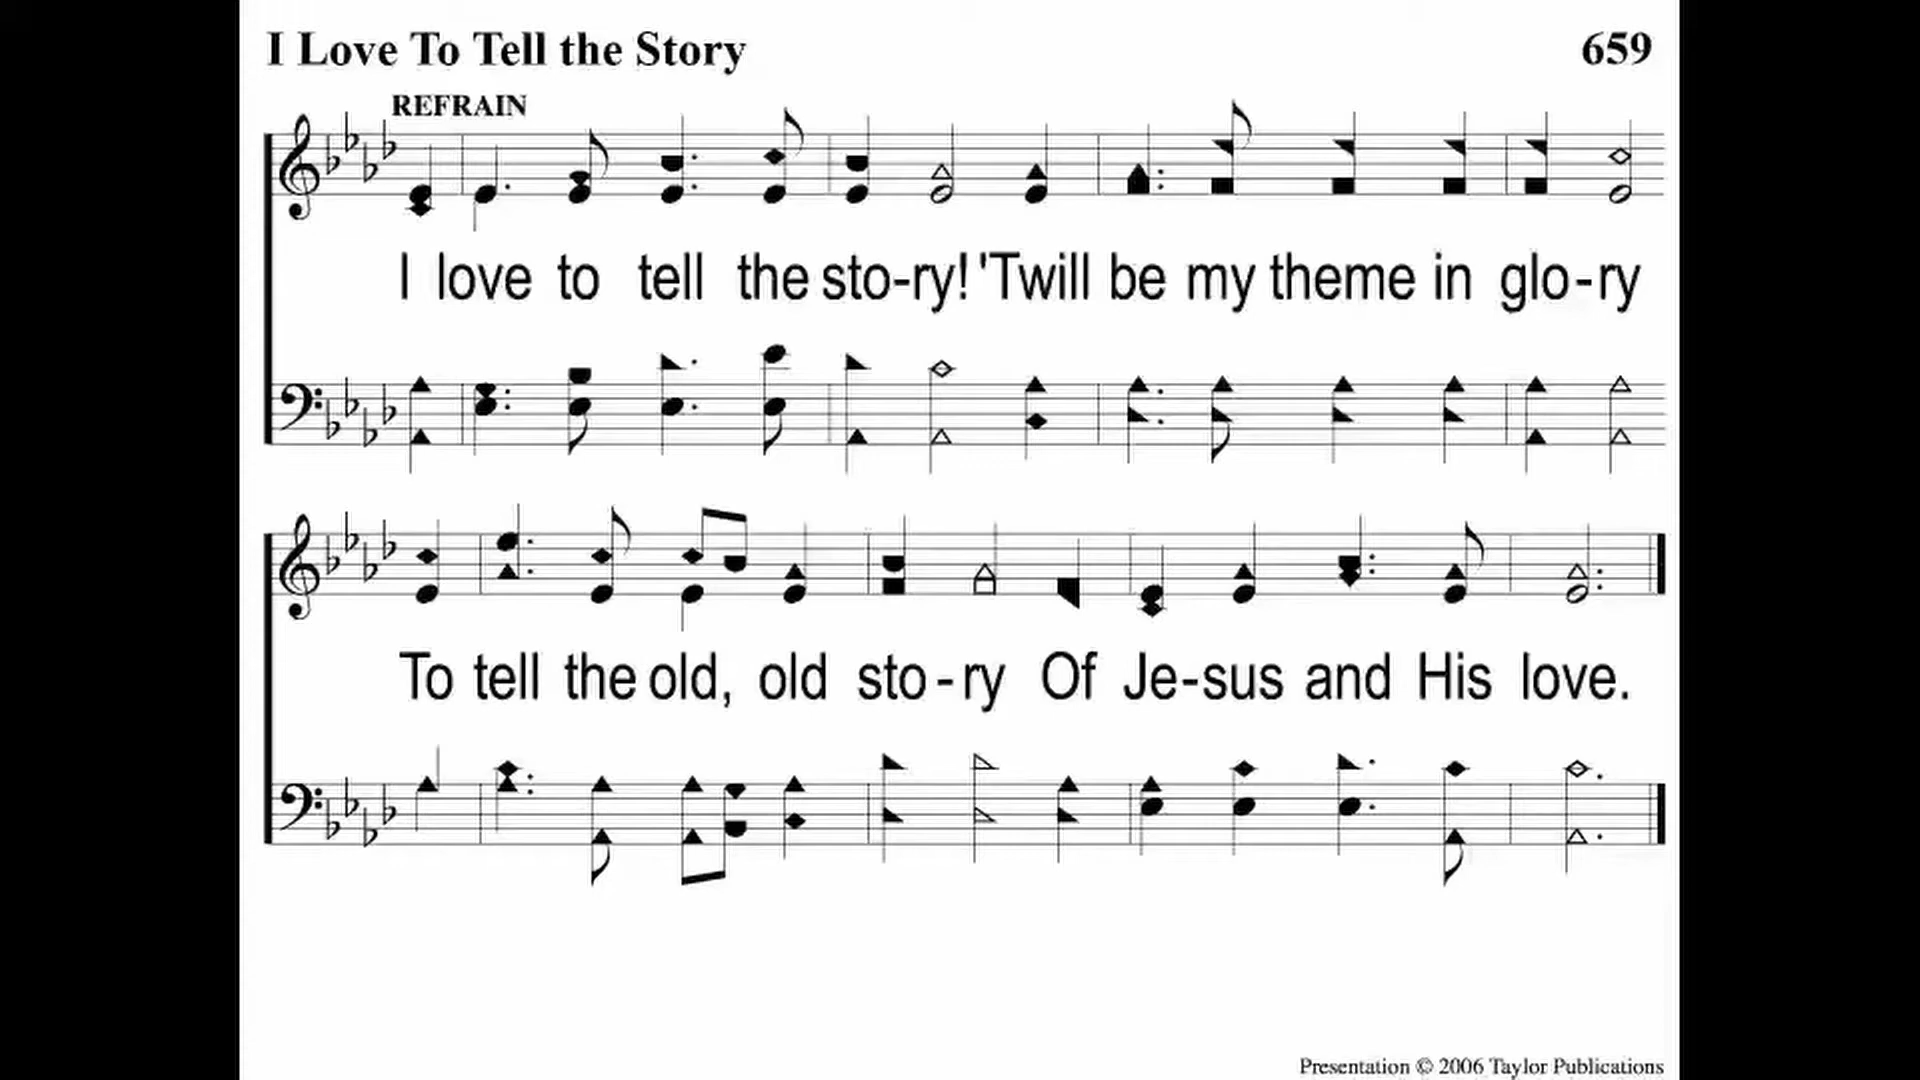 I Love To Tell the Story 659
REFRAIN
I love to tell the sto-ry! 'Twill be my theme in glo-ry
To tell the old, old sto-ry Of Je-sus and His love.
Presentation © 2006 Taylor Publications